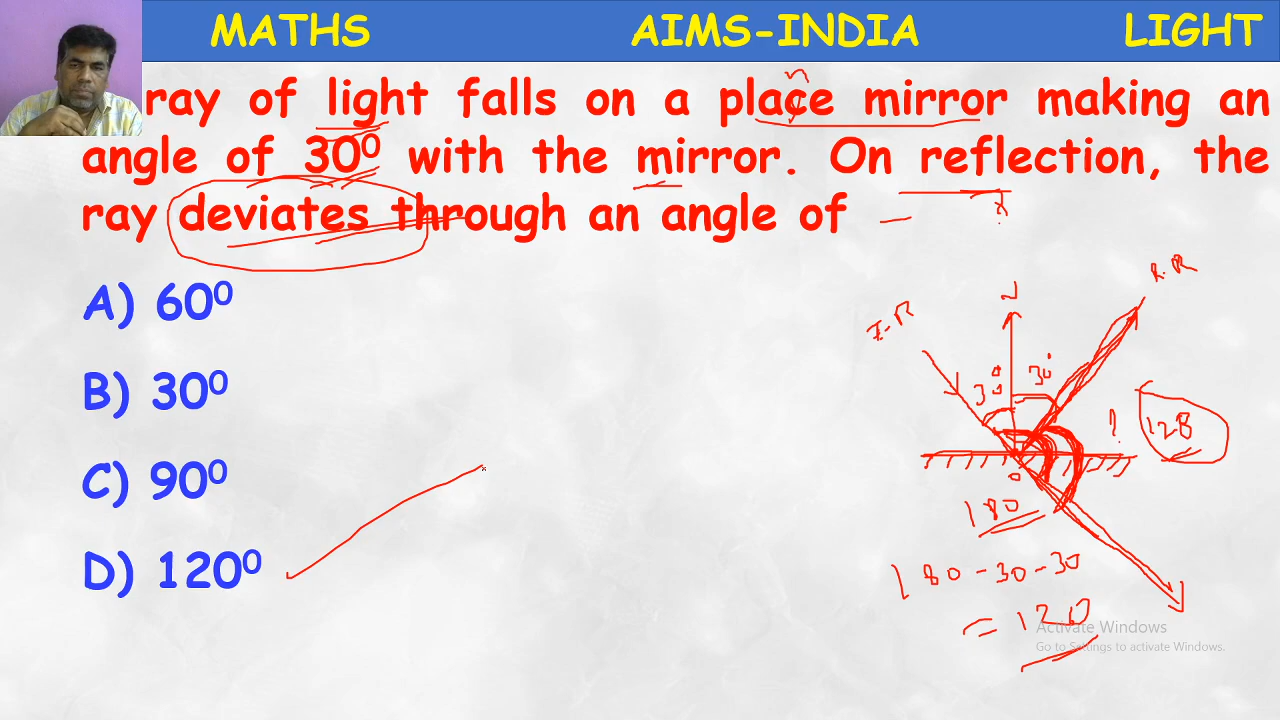 MATHS AIMS-INDIA LIGHT
ray of light falls on a place mirror making an
n
angle of 30⁰ with the mirror. On reflection, the
ray deviates through an angle of
A) 60⁰
B) 30⁰
C) 90⁰
D) 120⁰
R.R
N
I-R
30° 30°
? 128
180
180-30-30
=120
Activate Windows
Go to Settings to activate Windows.